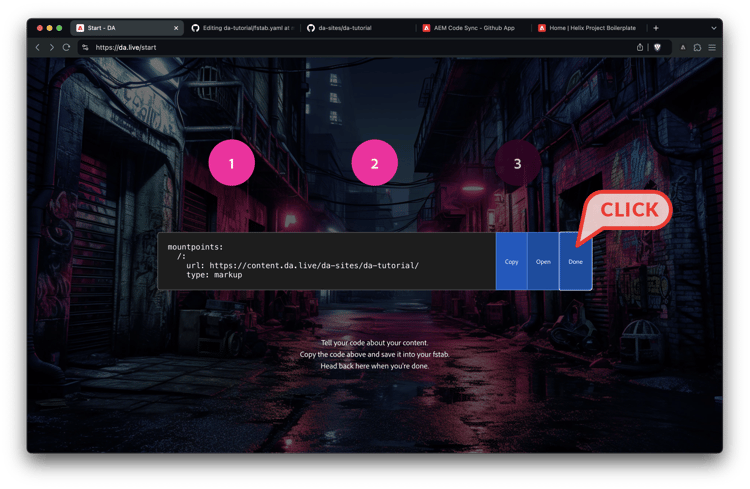 Start - DA
Editing da-tutorial/fstab.yaml at
da-sites/da-tutorial
AEM Code Sync - Github App
Home | Helix Project Boilerplate
https://da.live/start
1
2
3
CLICK
mountpoints:
/:
url: https://content.da.live/da-sites/da-tutorial/
type: markup
Copy
Open
Done
Tell your code about your content.
Copy the code above and save it into your fstab.
Head back here when you're done.